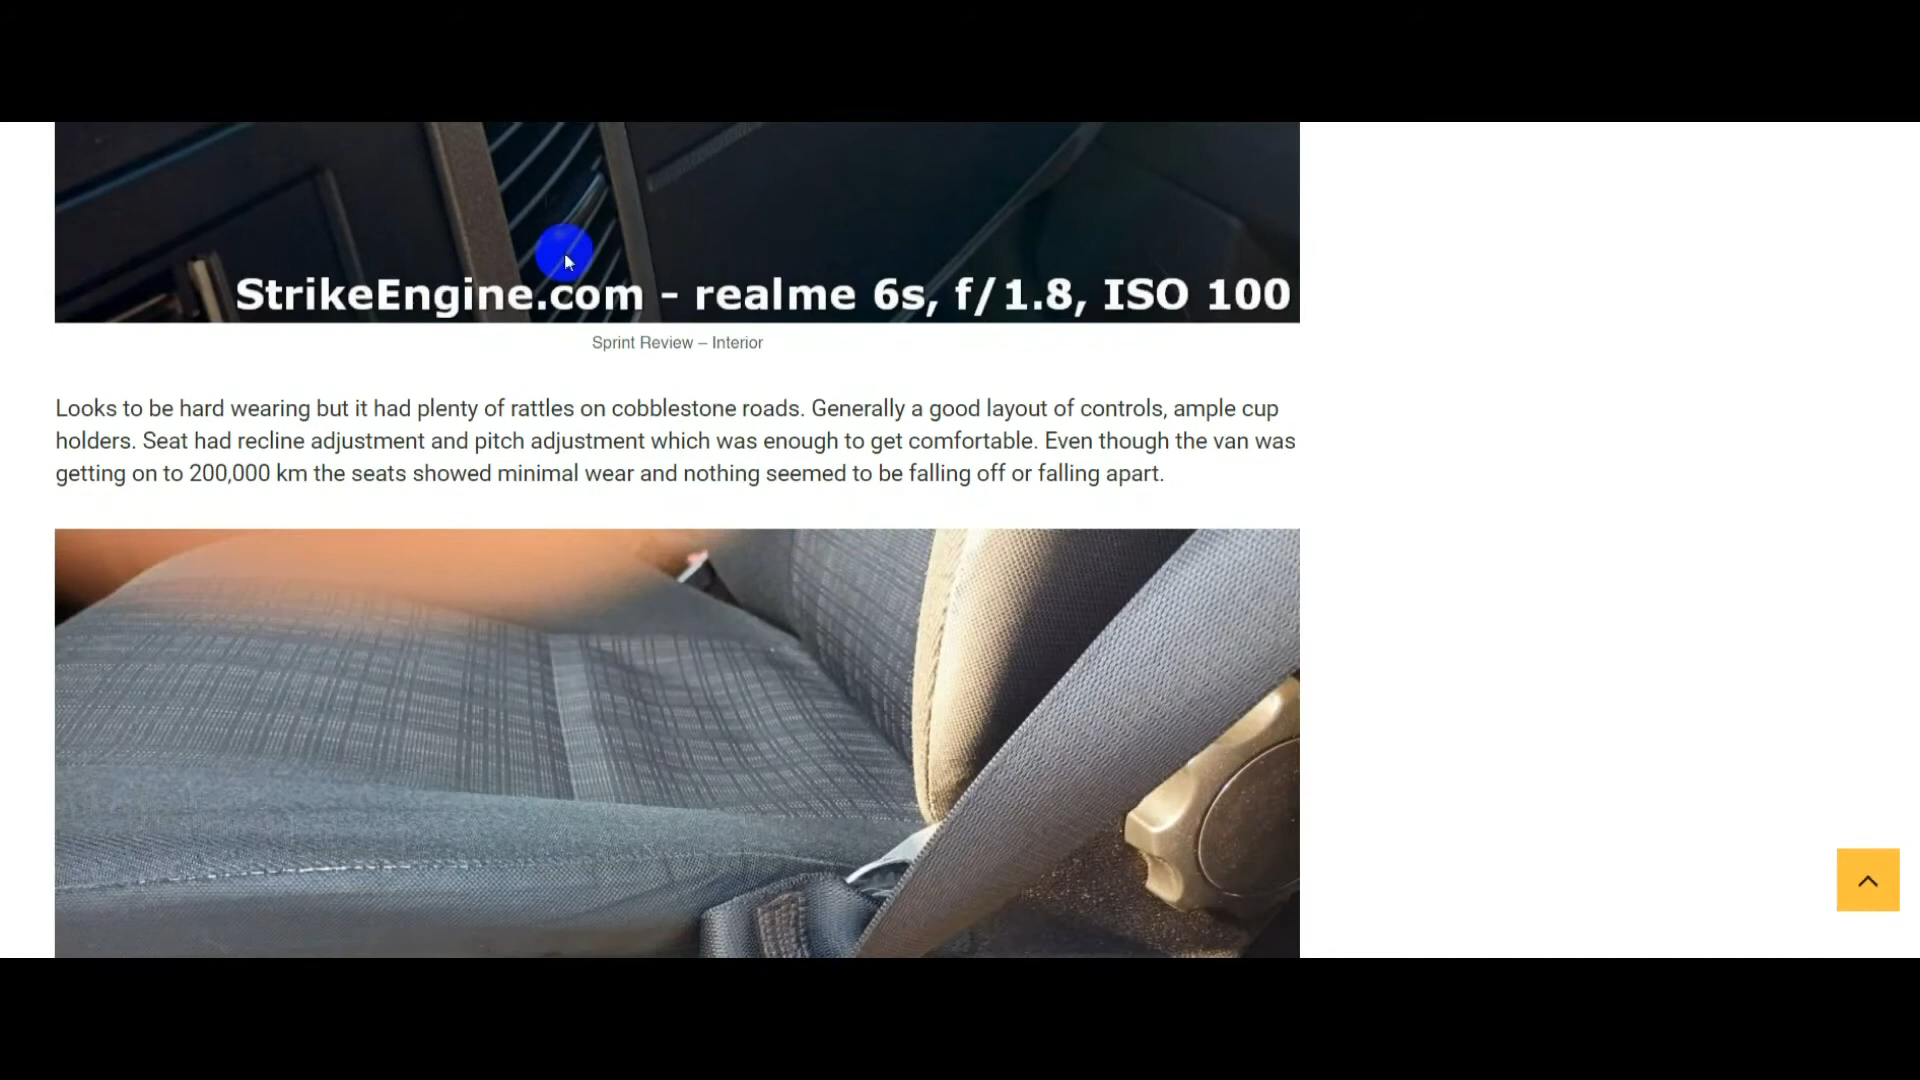 StrikeEngine.com - realme 6s, f/1.8, ISO 100
Sprint Review – Interior
Looks to be hard wearing but it had plenty of rattles on cobblestone roads. Generally a good layout of controls, ample cup
holders. Seat had recline adjustment and pitch adjustment which was enough to get comfortable. Even though the van was
getting on to 200,000 km the seats showed minimal wear and nothing seemed to be falling off or falling apart.